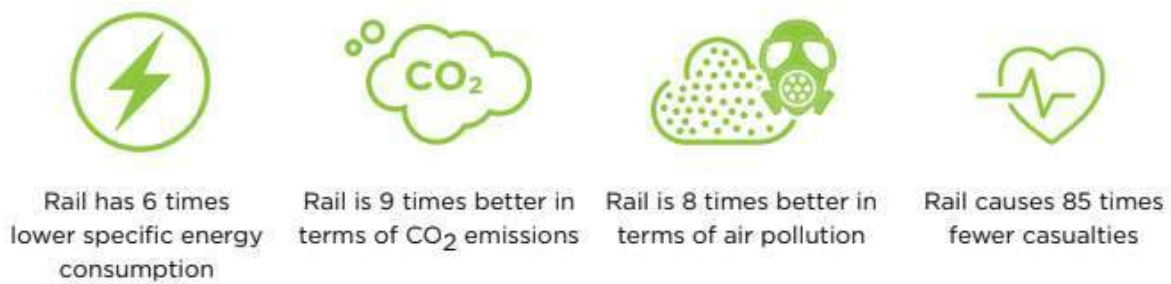 CO₂
Rail has 6 times
lower specific energy
consumption
Rail is 9 times better in
terms of CO₂ emissions
Rail is 8 times better in
terms of air pollution
Rail causes 85 times
fewer casualties